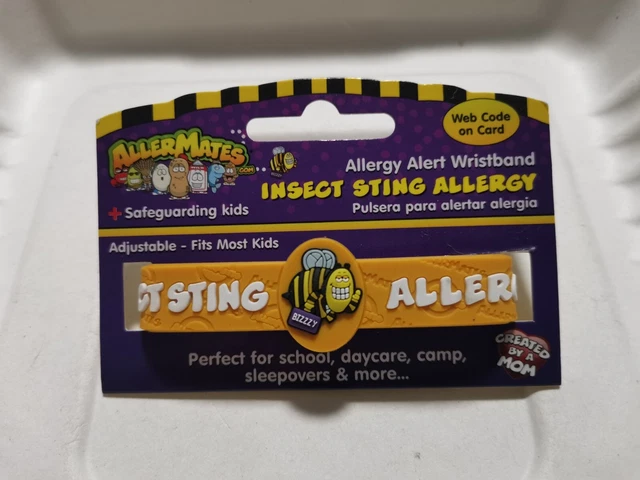 Web Code
on Card
ALLERMATES
.COM
Allergy Alert Wristband
INSECT STING ALLERGY
+ Safeguarding kids
Pulsera para alertar alergia
Adjustable - Fits Most Kids
CT STING ALLER
BIZZZY
Perfect for school, daycare, camp,
sleepovers & more...
CREATED
BY A
MOM